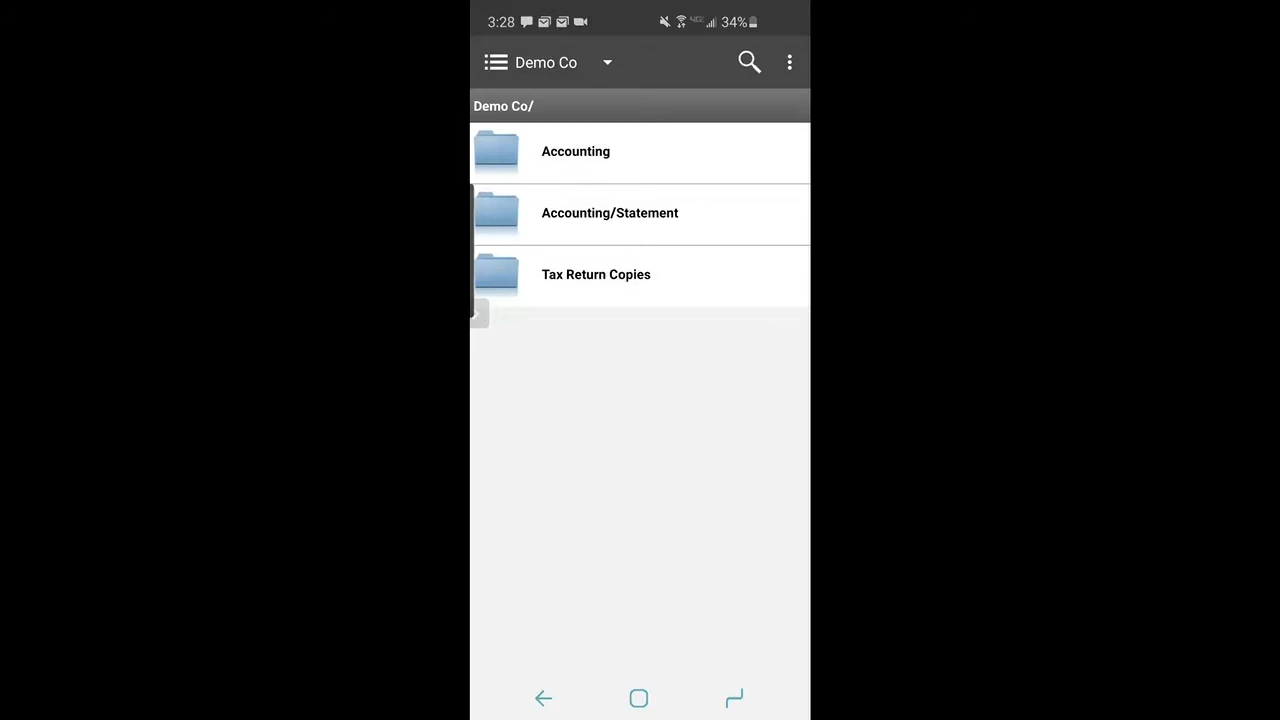 3:28 34%
Demo Co
Demo Co/
Accounting
Accounting/Statement
Tax Return Copies